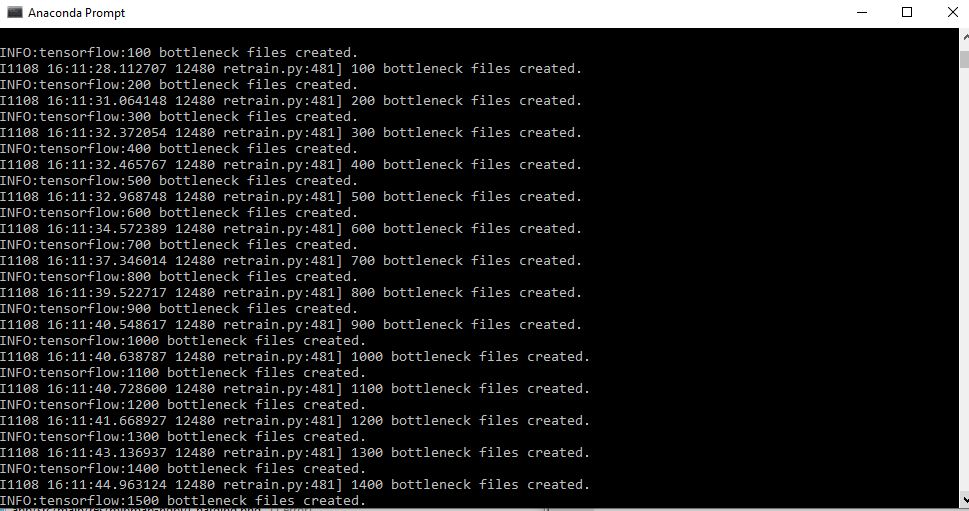 Anaconda Prompt
INFO:tensorflow:100 bottleneck files created.
I1108 16:11:28.112707 12480 retrain.py:481] 100 bottleneck files created.
INFO:tensorflow:200 bottleneck files created.
I1108 16:11:31.064148 12480 retrain.py:481] 200 bottleneck files created.
INFO:tensorflow:300 bottleneck files created.
I1108 16:11:32.372054 12480 retrain.py:481] 300 bottleneck files created.
INFO:tensorflow:400 bottleneck files created.
I1108 16:11:32.465767 12480 retrain.py:481] 400 bottleneck files created.
INFO:tensorflow:500 bottleneck files created.
I1108 16:11:32.968748 12480 retrain.py:481] 500 bottleneck files created.
INFO:tensorflow:600 bottleneck files created.
I1108 16:11:34.572389 12480 retrain.py:481] 600 bottleneck files created.
INFO:tensorflow:700 bottleneck files created.
I1108 16:11:37.346014 12480 retrain.py:481] 700 bottleneck files created.
INFO:tensorflow:800 bottleneck files created.
I1108 16:11:39.522717 12480 retrain.py:481] 800 bottleneck files created.
INFO:tensorflow:900 bottleneck files created.
I1108 16:11:40.548617 12480 retrain.py:481] 900 bottleneck files created.
INFO:tensorflow:1000 bottleneck files created.
I1108 16:11:40.638787 12480 retrain.py:481] 1000 bottleneck files created.
INFO:tensorflow:1100 bottleneck files created.
I1108 16:11:40.728600 12480 retrain.py:481] 1100 bottleneck files created.
INFO:tensorflow:1200 bottleneck files created.
I1108 16:11:41.668927 12480 retrain.py:481] 1200 bottleneck files created.
INFO:tensorflow:1300 bottleneck files created.
I1108 16:11:43.136937 12480 retrain.py:481] 1300 bottleneck files created.
INFO:tensorflow:1400 bottleneck files created.
I1108 16:11:44.963124 12480 retrain.py:481] 1400 bottleneck files created.
INFO:tensorflow:1500 bottleneck files created.